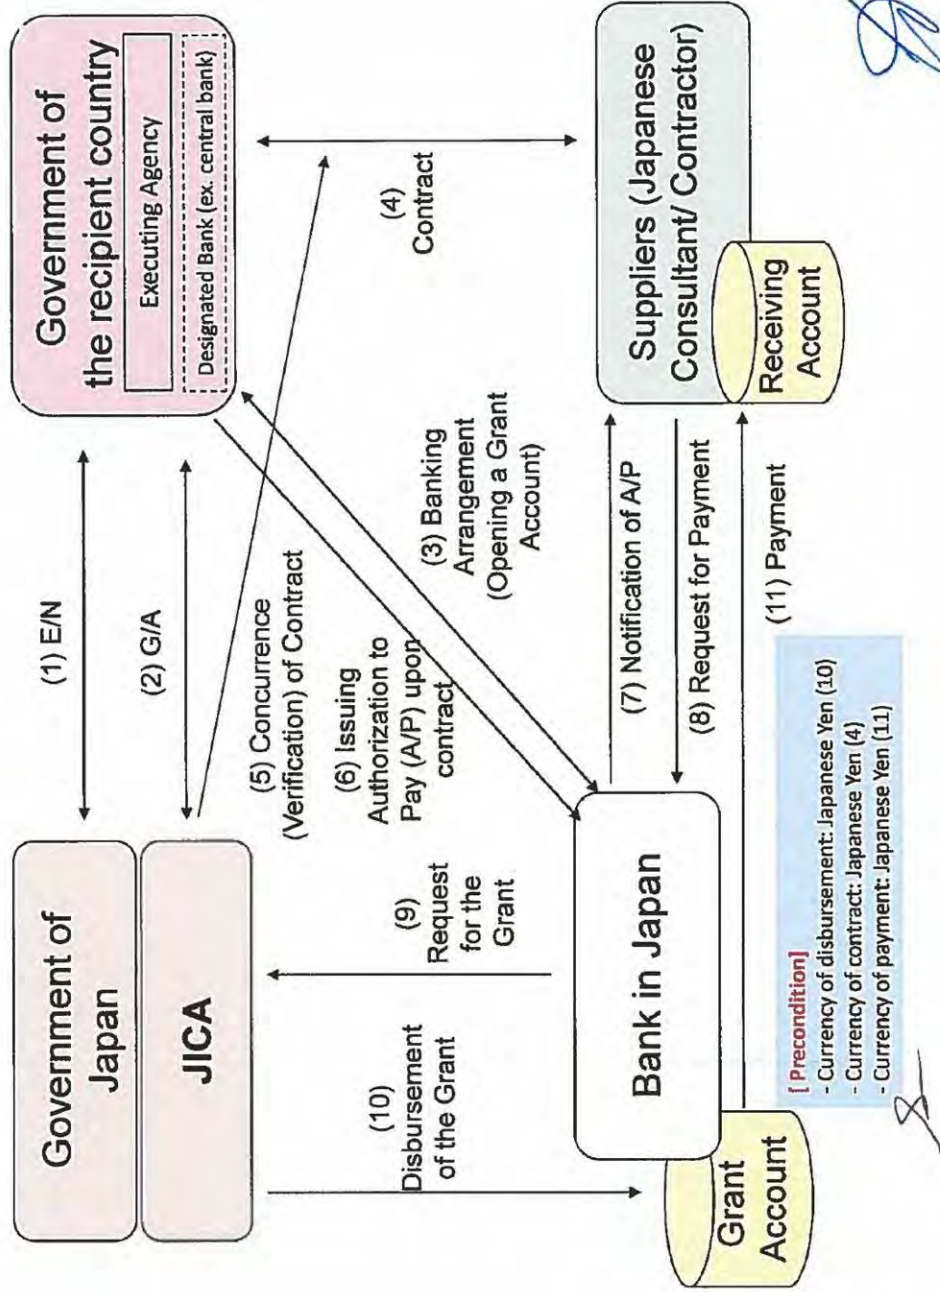 Government of
Japan
JICA
(1) E/N
(2) G/A
Government of
the recipient country
Executing Agency
Designated Bank (ex. central bank)
(5) Concurrence
(Verification) of Contract
(6) Issuing
Authorization to
Pay (A/P) upon
contract
(4)
Contract
(9)
Request
for the
Grant
(10)
Disbursement
of the Grant
(3) Banking
Arrangement
(Opening a Grant
Account)
Bank in Japan
Grant
Account
(7) Notification of A/P
(8) Request for Payment
(11) Payment
Suppliers (Japanese
Consultant/ Contractor)
Receiving
Account
[ Precondition]
- Currency of disbursement: Japanese Yen (10)
- Currency of contract: Japanese Yen (4)
- Currency of payment: Japanese Yen (11)